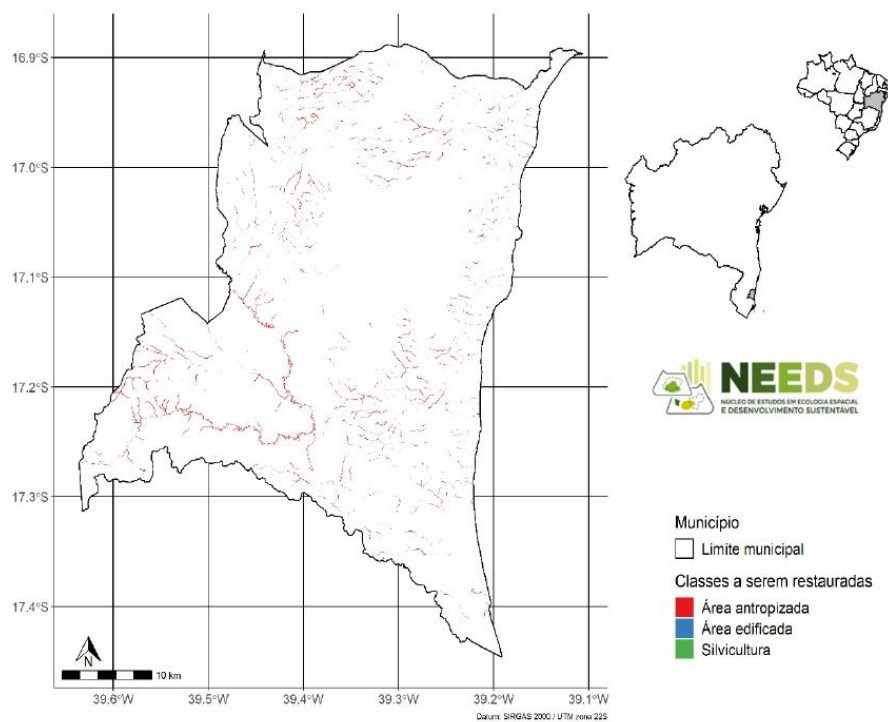 16.9°S
17.0°S
17.1°S
17.2°S
17.3°S
17.4°S
N
10 km
39.6°W
39.5°W
39.4°W
39.3°W
39.2°W
39.1°W
Datum: SIRGAS 2000 / UTM zone 22S
NEEDS
NÚCLEO DE ESTUDOS EM ECOLOGIA ESPACIAL
E DESENVOLVIMENTO SUSTENTÁVEL
Município
Limite municipal
Classes a serem restauradas
Área antropizada
Área edificada
Silvicultura